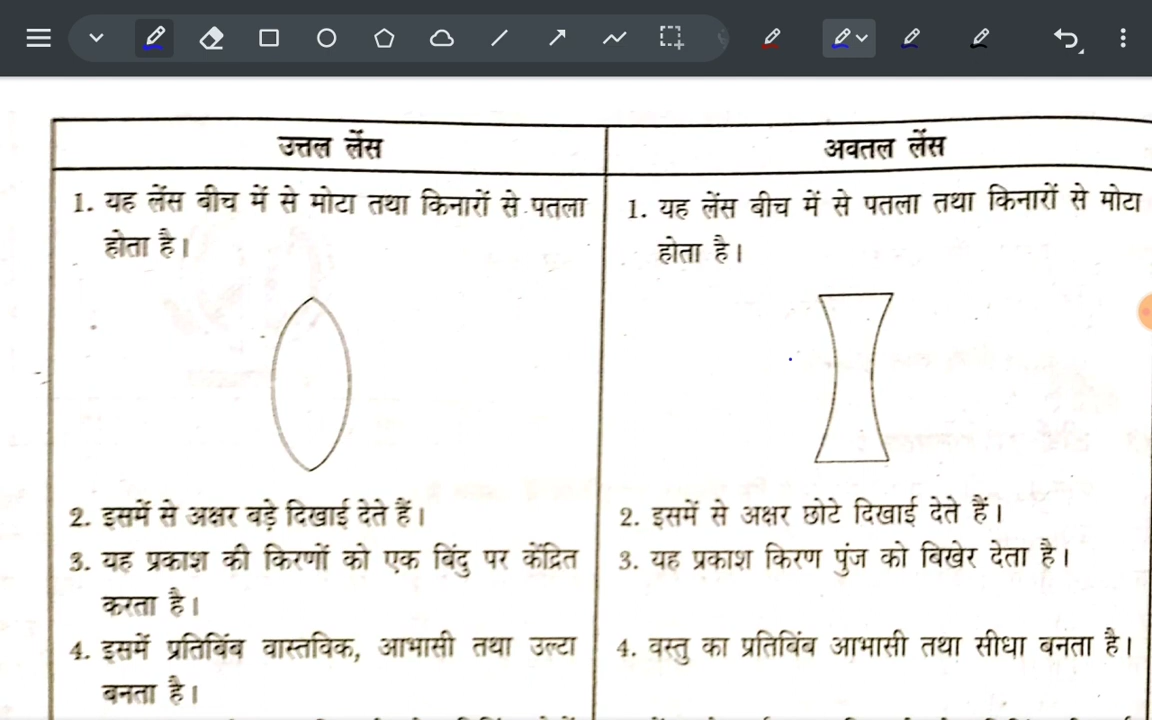 उत्तल लेंस
1. यह लेंस बीच में से मोटा तथा किनारों से पतला
होता है।
2. इसमें से अक्षर बड़े दिखाई देते हैं।
3. यह प्रकाश की किरणों को एक बिंदु पर केंद्रित
करता है।
4. इसमें प्रतिबिंब वास्तविक, आभासी तथा उल्टा
बनता है।
अवतल लेंस
1. यह लेंस बीच में से पतला तथा किनारों से मोटा
होता है।
2. इसमें से अक्षर छोटे दिखाई देते हैं।
3. यह प्रकाश किरण पुंज को बिखेर देता है।
4. वस्तु का प्रतिबिंब आभासी तथा सीधा बनता है।